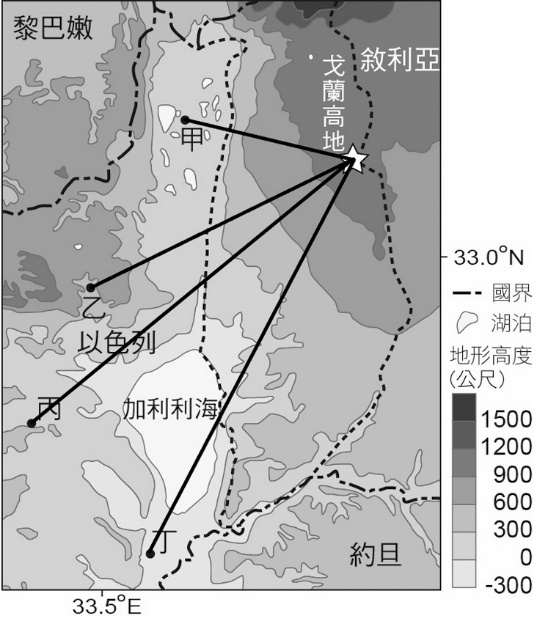 黎巴嫩
敘利亞
戈蘭高地
甲
33.0°N
國界
乙
湖泊
以色列
地形高度
(公尺)
丙
加利利海
1500
1200
900
600
300
0
-300
丁
約旦
33.5°E